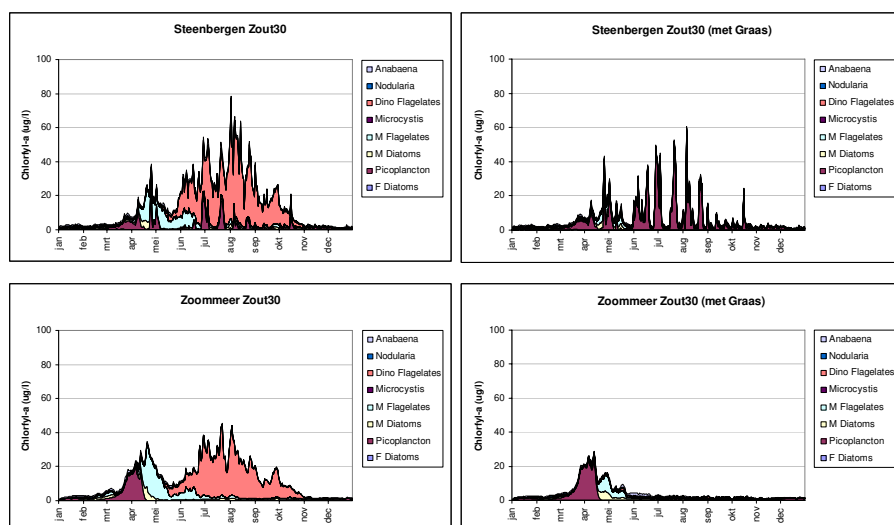 Steenbergen Zout30
Chlorfyl-a (ug/l)
100
80
60
40
20
0
jan feb mrt apr mei jun jul aug sep okt nov dec
Anabaena
Nodularia
Dino Flagelates
Microcystis
M Flagelates
M Diatoms
Picoplancton
F Diatoms
Steenbergen Zout30 (met Graas)
Chlorfyl-a (ug/l)
100
80
60
40
20
0
jan feb mrt apr mei jun jul aug sep okt nov dec
Anabaena
Nodularia
Dino Flagelates
Microcystis
M Flagelates
M Diatoms
Picoplancton
F Diatoms
Zoommeer Zout30
Chlorfyl-a (ug/l)
100
80
60
40
20
0
jan feb mrt apr mei jun jul aug sep okt nov dec
Anabaena
Nodularia
Dino Flagelates
Microcystis
M Flagelates
M Diatoms
Picoplancton
F Diatoms
Zoommeer Zout30 (met Graas)
Chlorfyl-a (ug/l)
100
80
60
40
20
0
jan feb mrt apr mei jun jul aug sep okt nov dec
Anabaena
Nodularia
Dino Flagelates
Microcystis
M Flagelates
M Diatoms
Picoplancton
F Diatoms